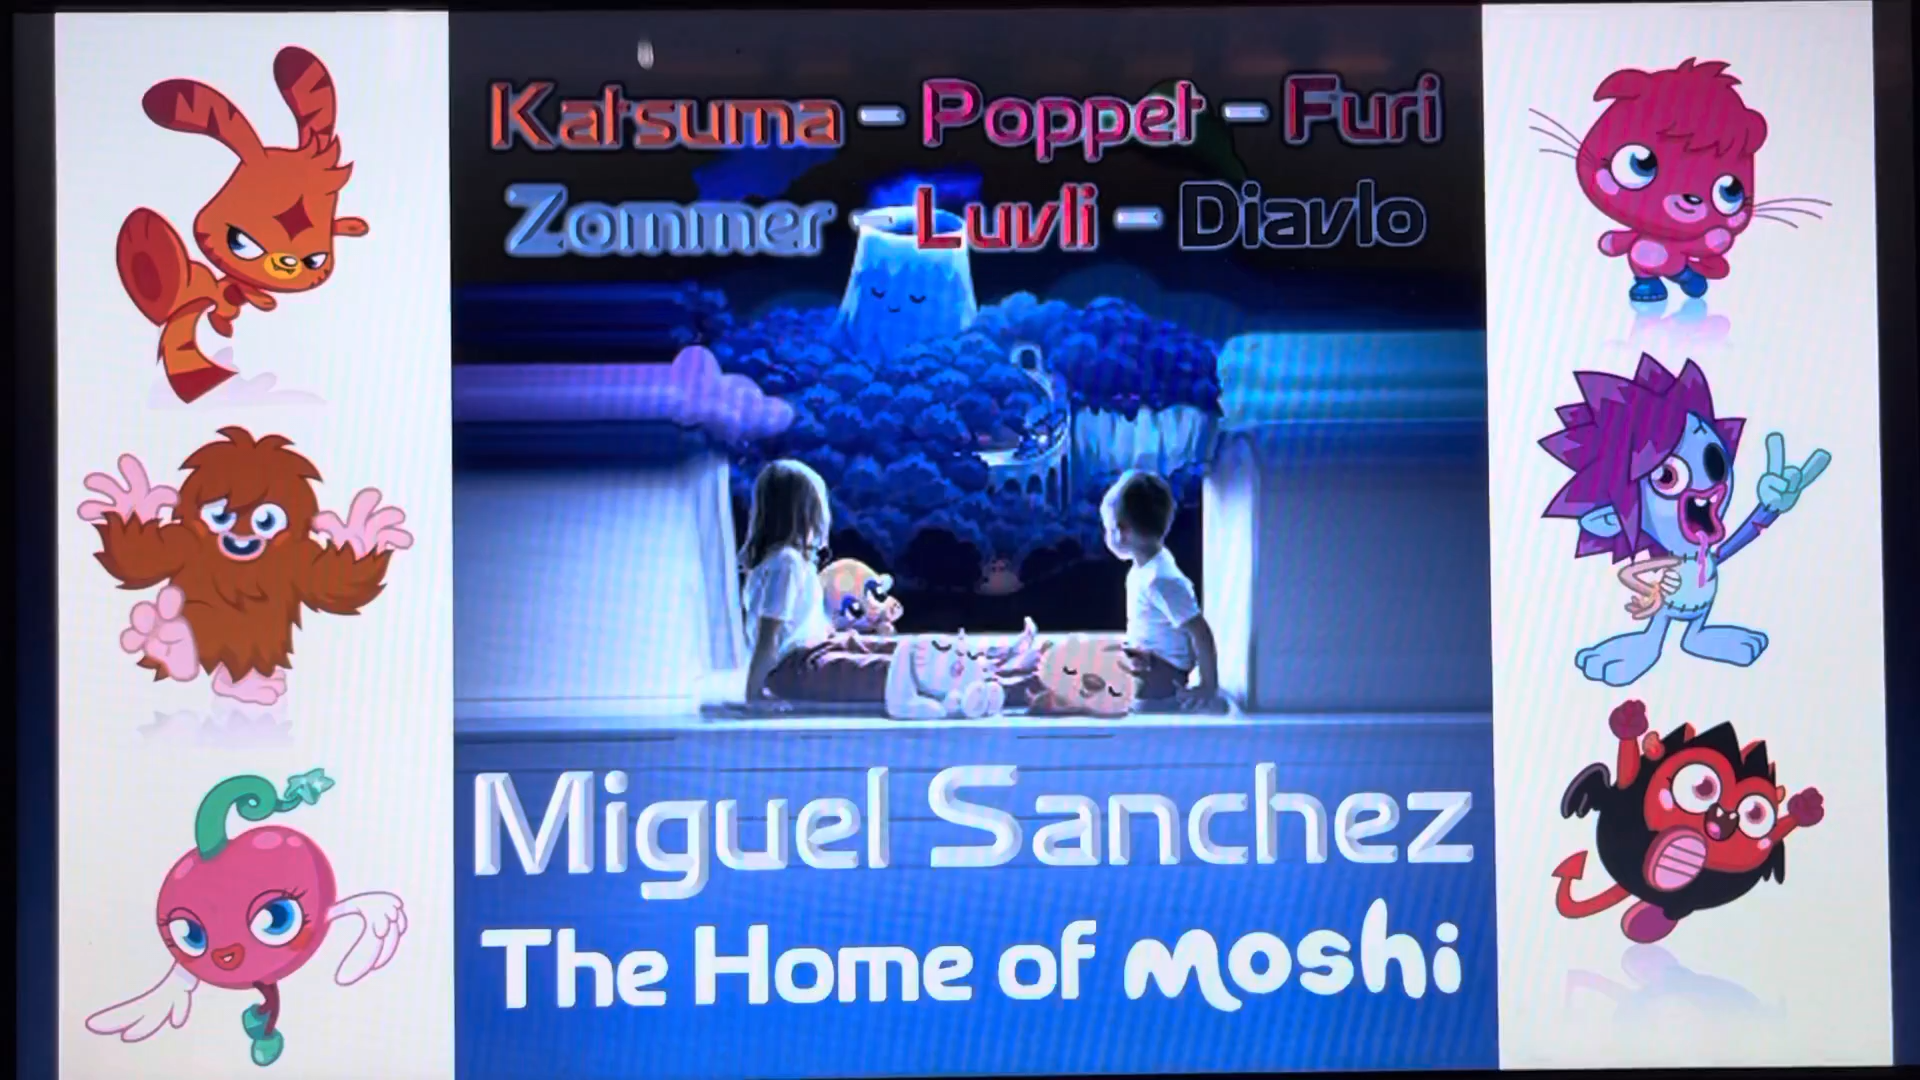 Katsuma - Poppet - Furi
Zommer - Luvli - Diavlo
Miguel Sanchez
The Home of moshi